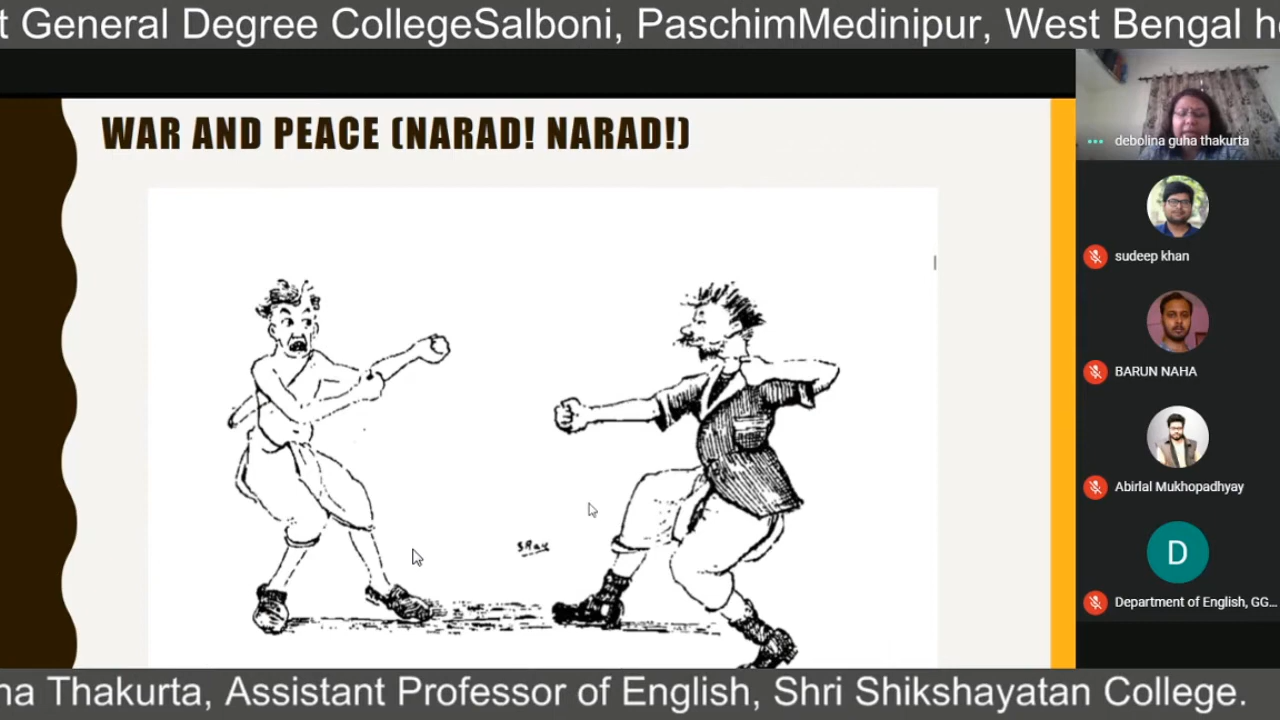 t General Degree CollegeSalboni, PaschimMedinipur, West Bengal h
WAR AND PEACE (NARAD! NARAD!)
S Ray
debolina guha thakurta
sudeep khan
BARUN NAHA
Abirlal Mukhopadhyay
D
Department of English, GG...
na Thakurta, Assistant Professor of English, Shri Shikshayatan College.